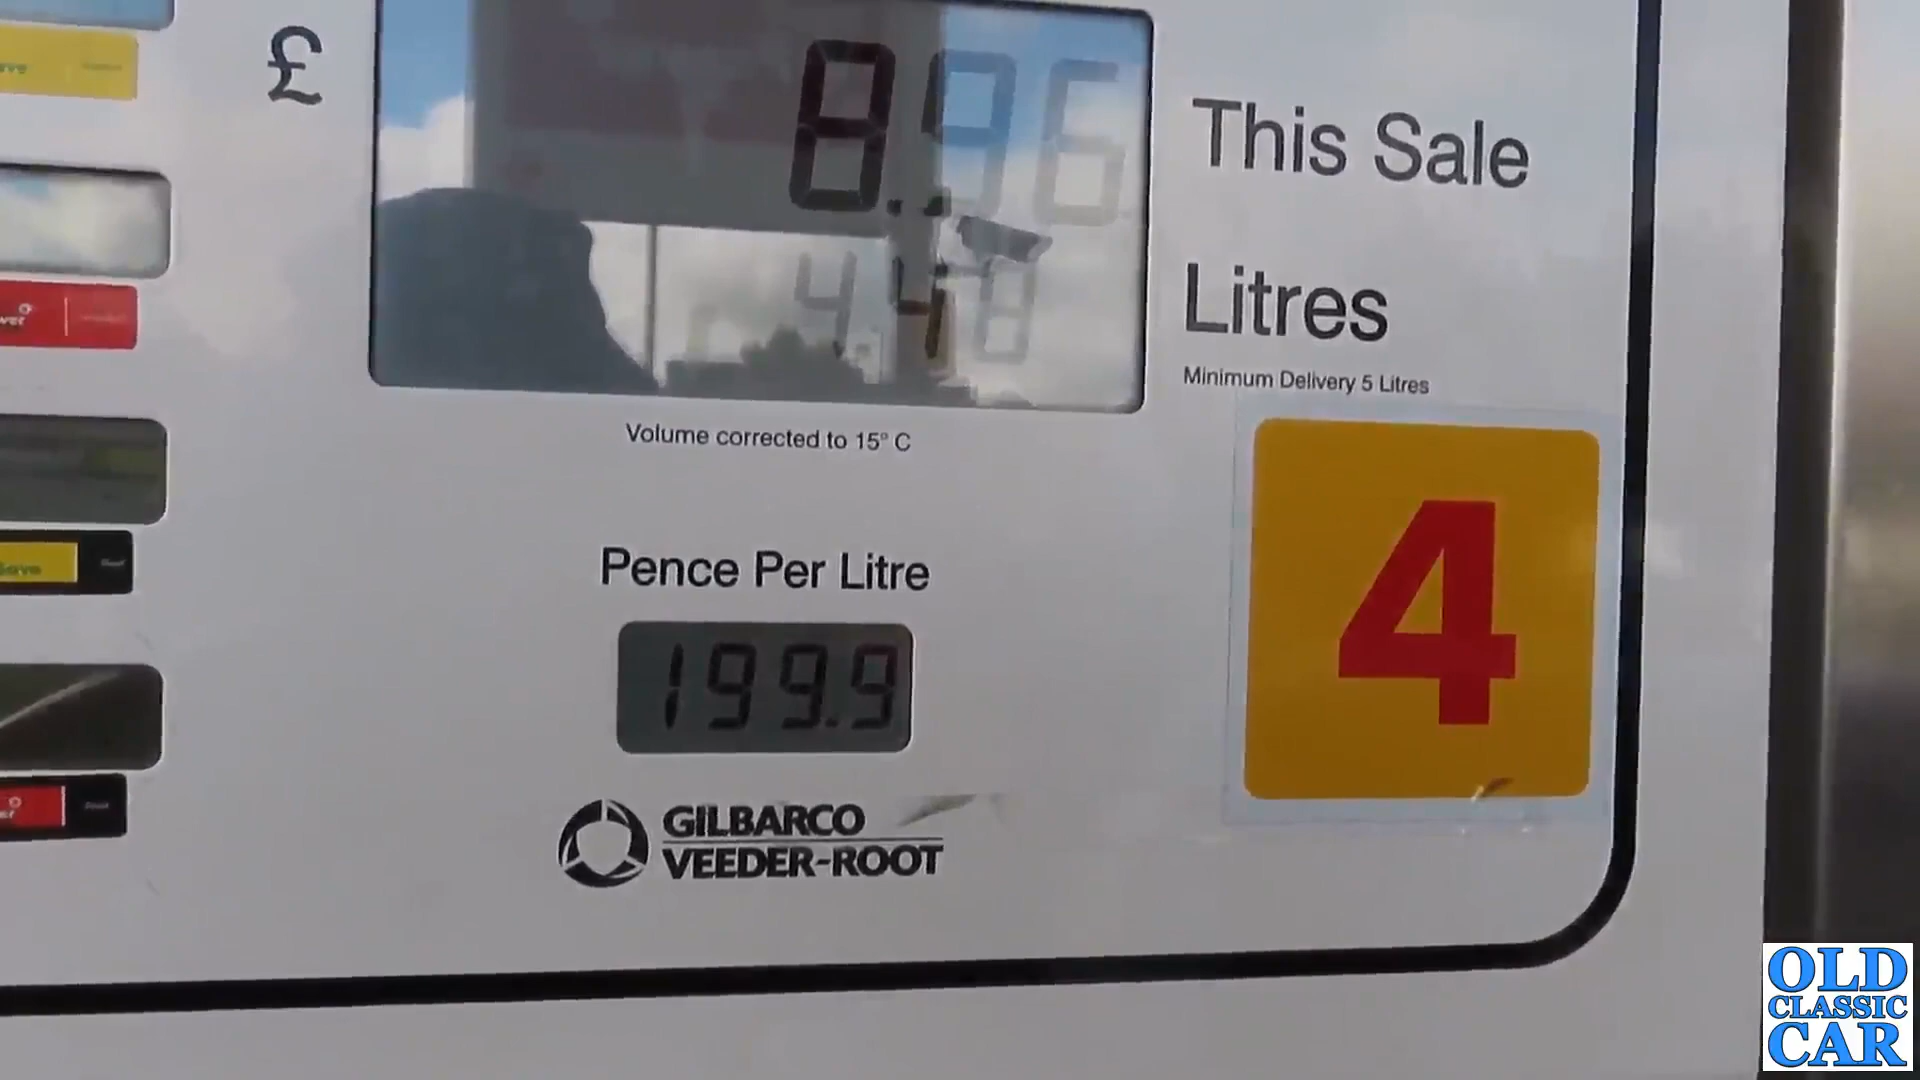 £
8.96
This Sale
4.48
Litres
Minimum Delivery 5 Litres
Volume corrected to 15° C
4
Pence Per Litre
199.9
GILBARCO
VEEDER-ROOT
OLD
CLASSIC
CAR